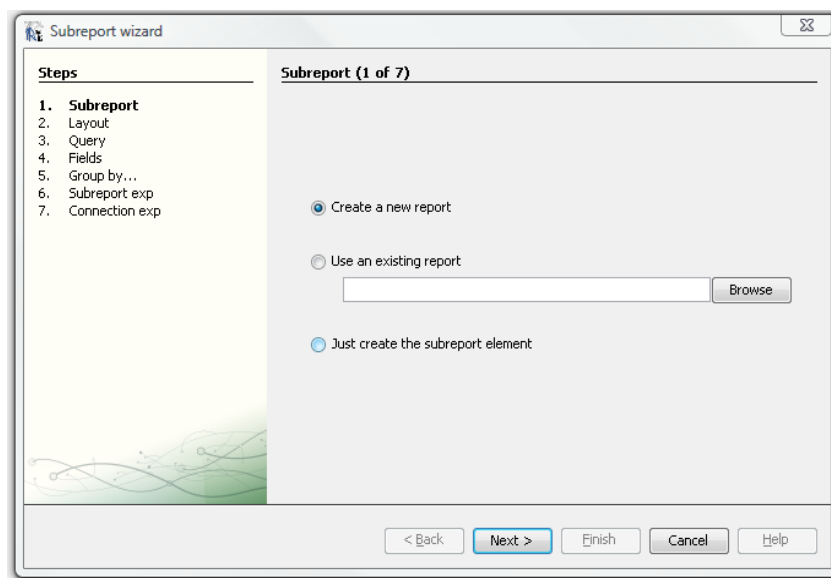 Subreport wizard
Steps
1. Subreport
2. Layout
3. Query
4. Fields
5. Group by...
6. Subreport exp
7. Connection exp
Subreport (1 of 7)
Create a new report
Use an existing report
Browse
Just create the subreport element
< Back
Next >
Finish
Cancel
Help